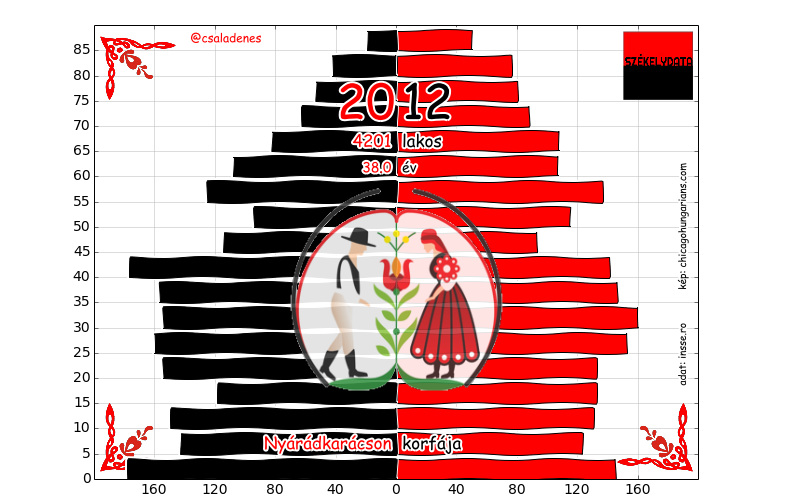 @csaladenes
SZÉKELYDATA
2012
4201 lakos
38.0 év
kép: chicagohungarians.com
adat: insse.ro
Nyárádkarácson korfája
85
80
75
70
65
60
55
50
45
40
35
30
25
20
15
10
5
0
160 120 80 40 0 40 80 120 160